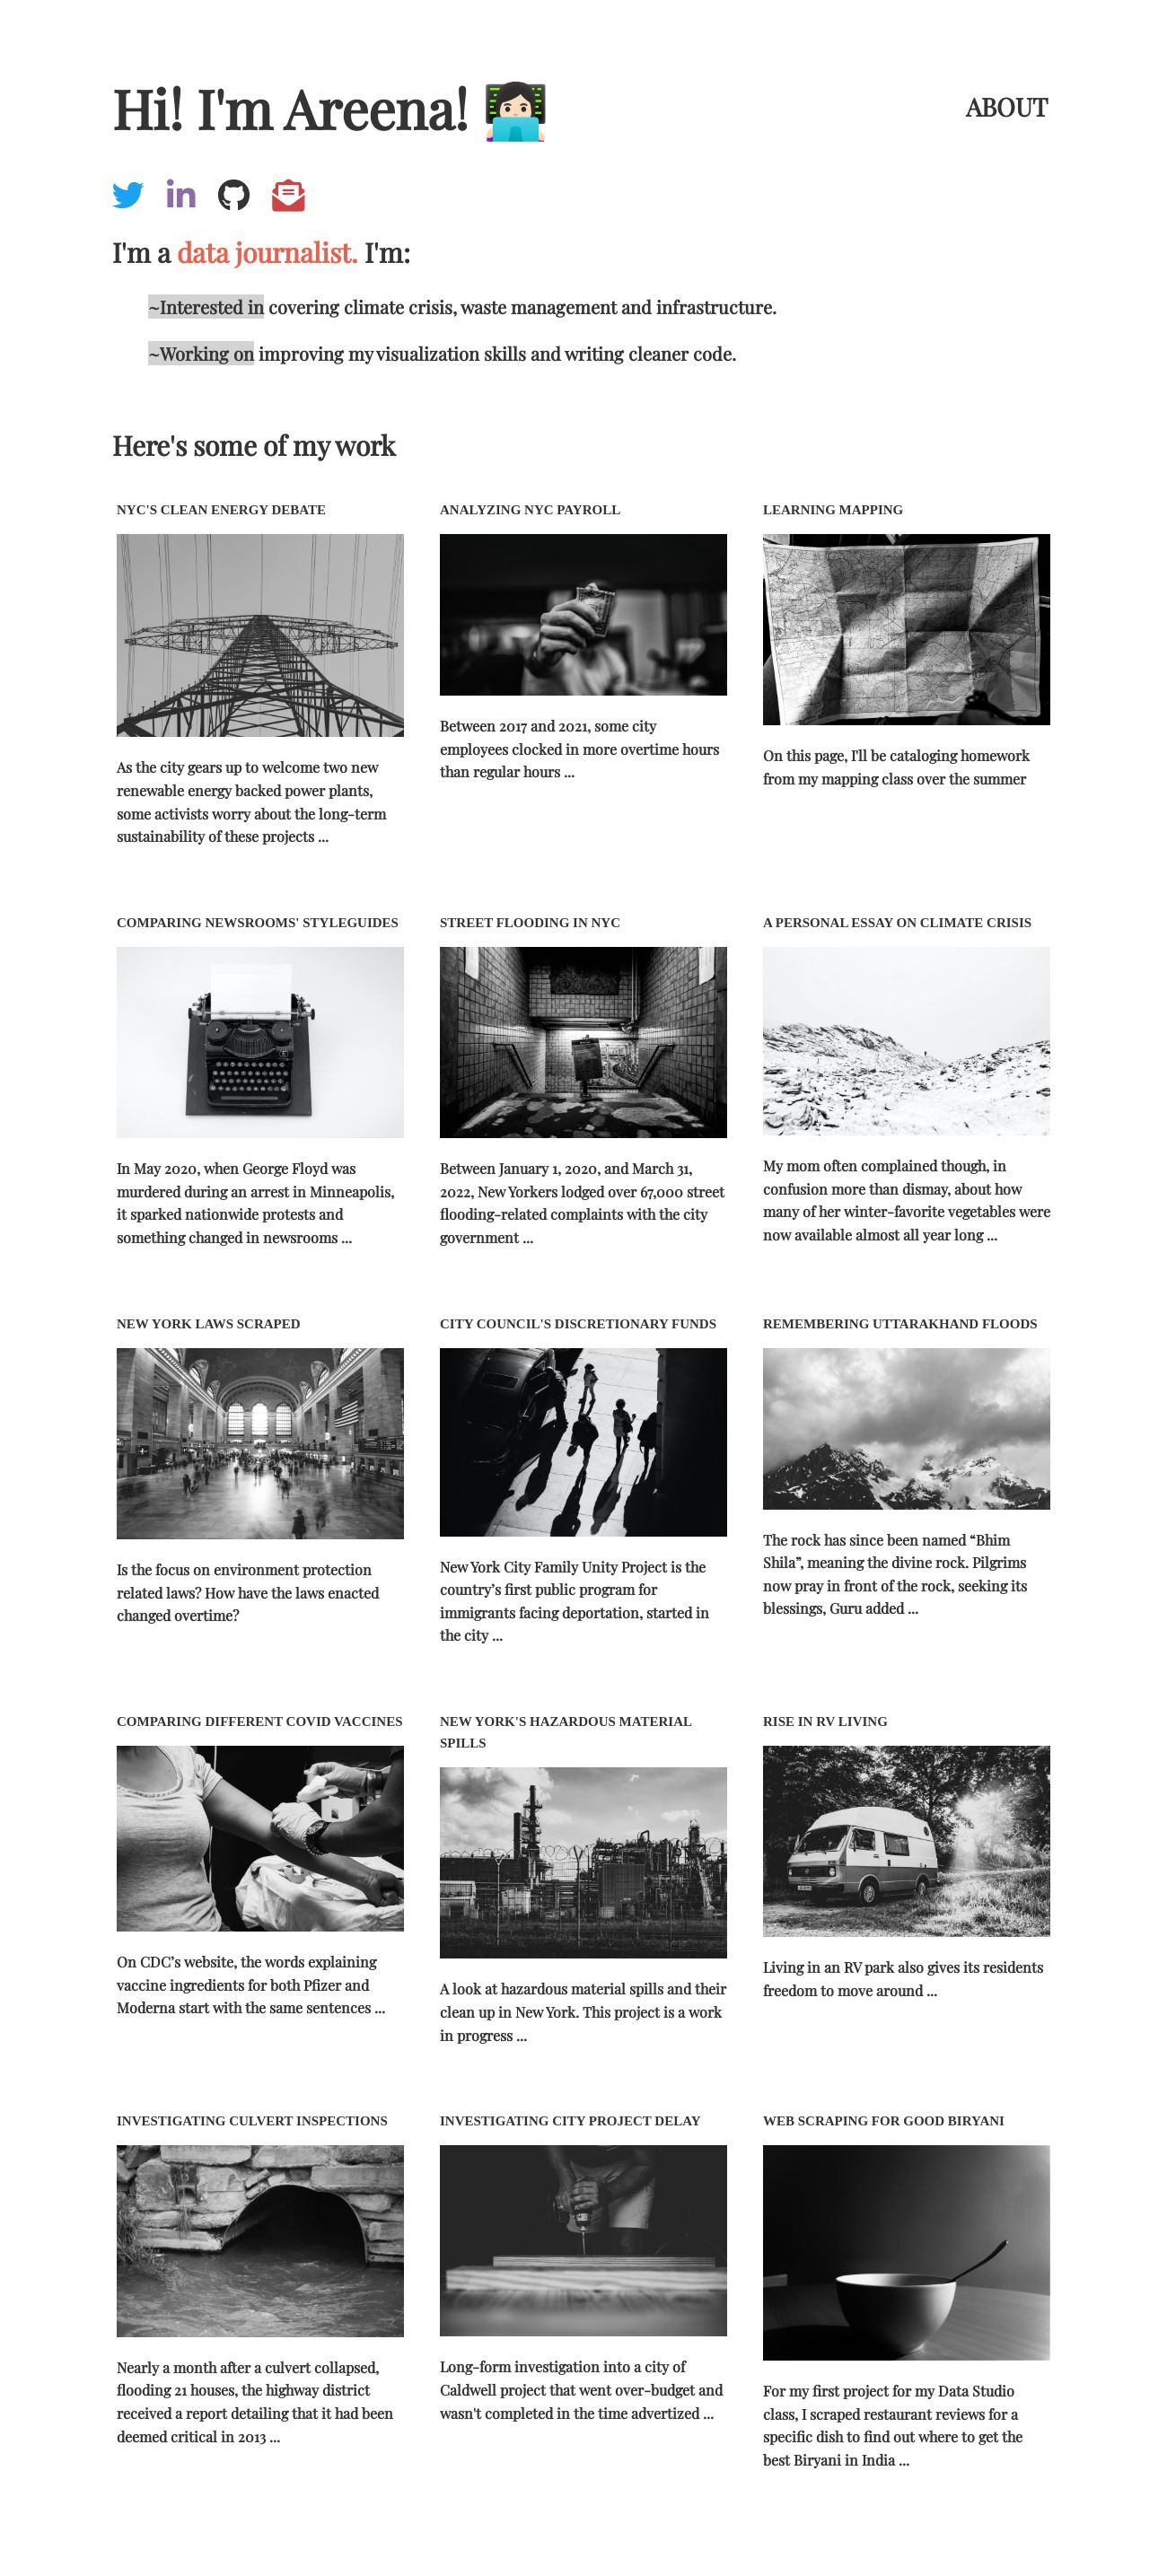 Hi! I'm Areena! 👩🏻‍💻
ABOUT
I'm a data journalist. I'm:
~Interested in covering climate crisis, waste management and infrastructure.
~Working on improving my visualization skills and writing cleaner code.
Here's some of my work
NYC'S CLEAN ENERGY DEBATE
As the city gears up to welcome two new
renewable energy backed power plants,
some activists worry about the long-term
sustainability of these projects ...
ANALYZING NYC PAYROLL
Between 2017 and 2021, some city
employees clocked in more overtime hours
than regular hours ...
LEARNING MAPPING
On this page, I'll be cataloging homework
from my mapping class over the summer
COMPARING NEWSROOMS' STYLEGUIDES
In May 2020, when George Floyd was
murdered during an arrest in Minneapolis,
it sparked nationwide protests and
something changed in newsrooms ...
STREET FLOODING IN NYC
Between January 1, 2020, and March 31,
2022, New Yorkers lodged over 67,000 street
flooding-related complaints with the city
government ...
A PERSONAL ESSAY ON CLIMATE CRISIS
My mom often complained though, in
confusion more than dismay, about how
many of her winter-favorite vegetables were
now available almost all year long ...
NEW YORK LAWS SCRAPED
Is the focus on environment protection
related laws? How have the laws enacted
changed overtime?
CITY COUNCIL'S DISCRETIONARY FUNDS
New York City Family Unity Project is the
country’s first public program for
immigrants facing deportation, started in
the city ...
REMEMBERING UTTARAKHAND FLOODS
The rock has since been named “Bhim
Shila”, meaning the divine rock. Pilgrims
now pray in front of the rock, seeking its
blessings, Guru added ...
COMPARING DIFFERENT COVID VACCINES
On CDC’s website, the words explaining
vaccine ingredients for both Pfizer and
Moderna start with the same sentences ...
NEW YORK'S HAZARDOUS MATERIAL
SPILLS
A look at hazardous material spills and their
clean up in New York. This project is a work
in progress ...
RISE IN RV LIVING
Living in an RV park also gives its residents
freedom to move around ...
INVESTIGATING CULVERT INSPECTIONS
Nearly a month after a culvert collapsed,
flooding 21 houses, the highway district
received a report detailing that it had been
deemed critical in 2013 ...
INVESTIGATING CITY PROJECT DELAY
Long-form investigation into a city of
Caldwell project that went over-budget and
wasn't completed in the time advertized ...
WEB SCRAPING FOR GOOD BIRYANI
For my first project for my Data Studio
class, I scraped restaurant reviews for a
specific dish to find out where to get the
best Biryani in India ...